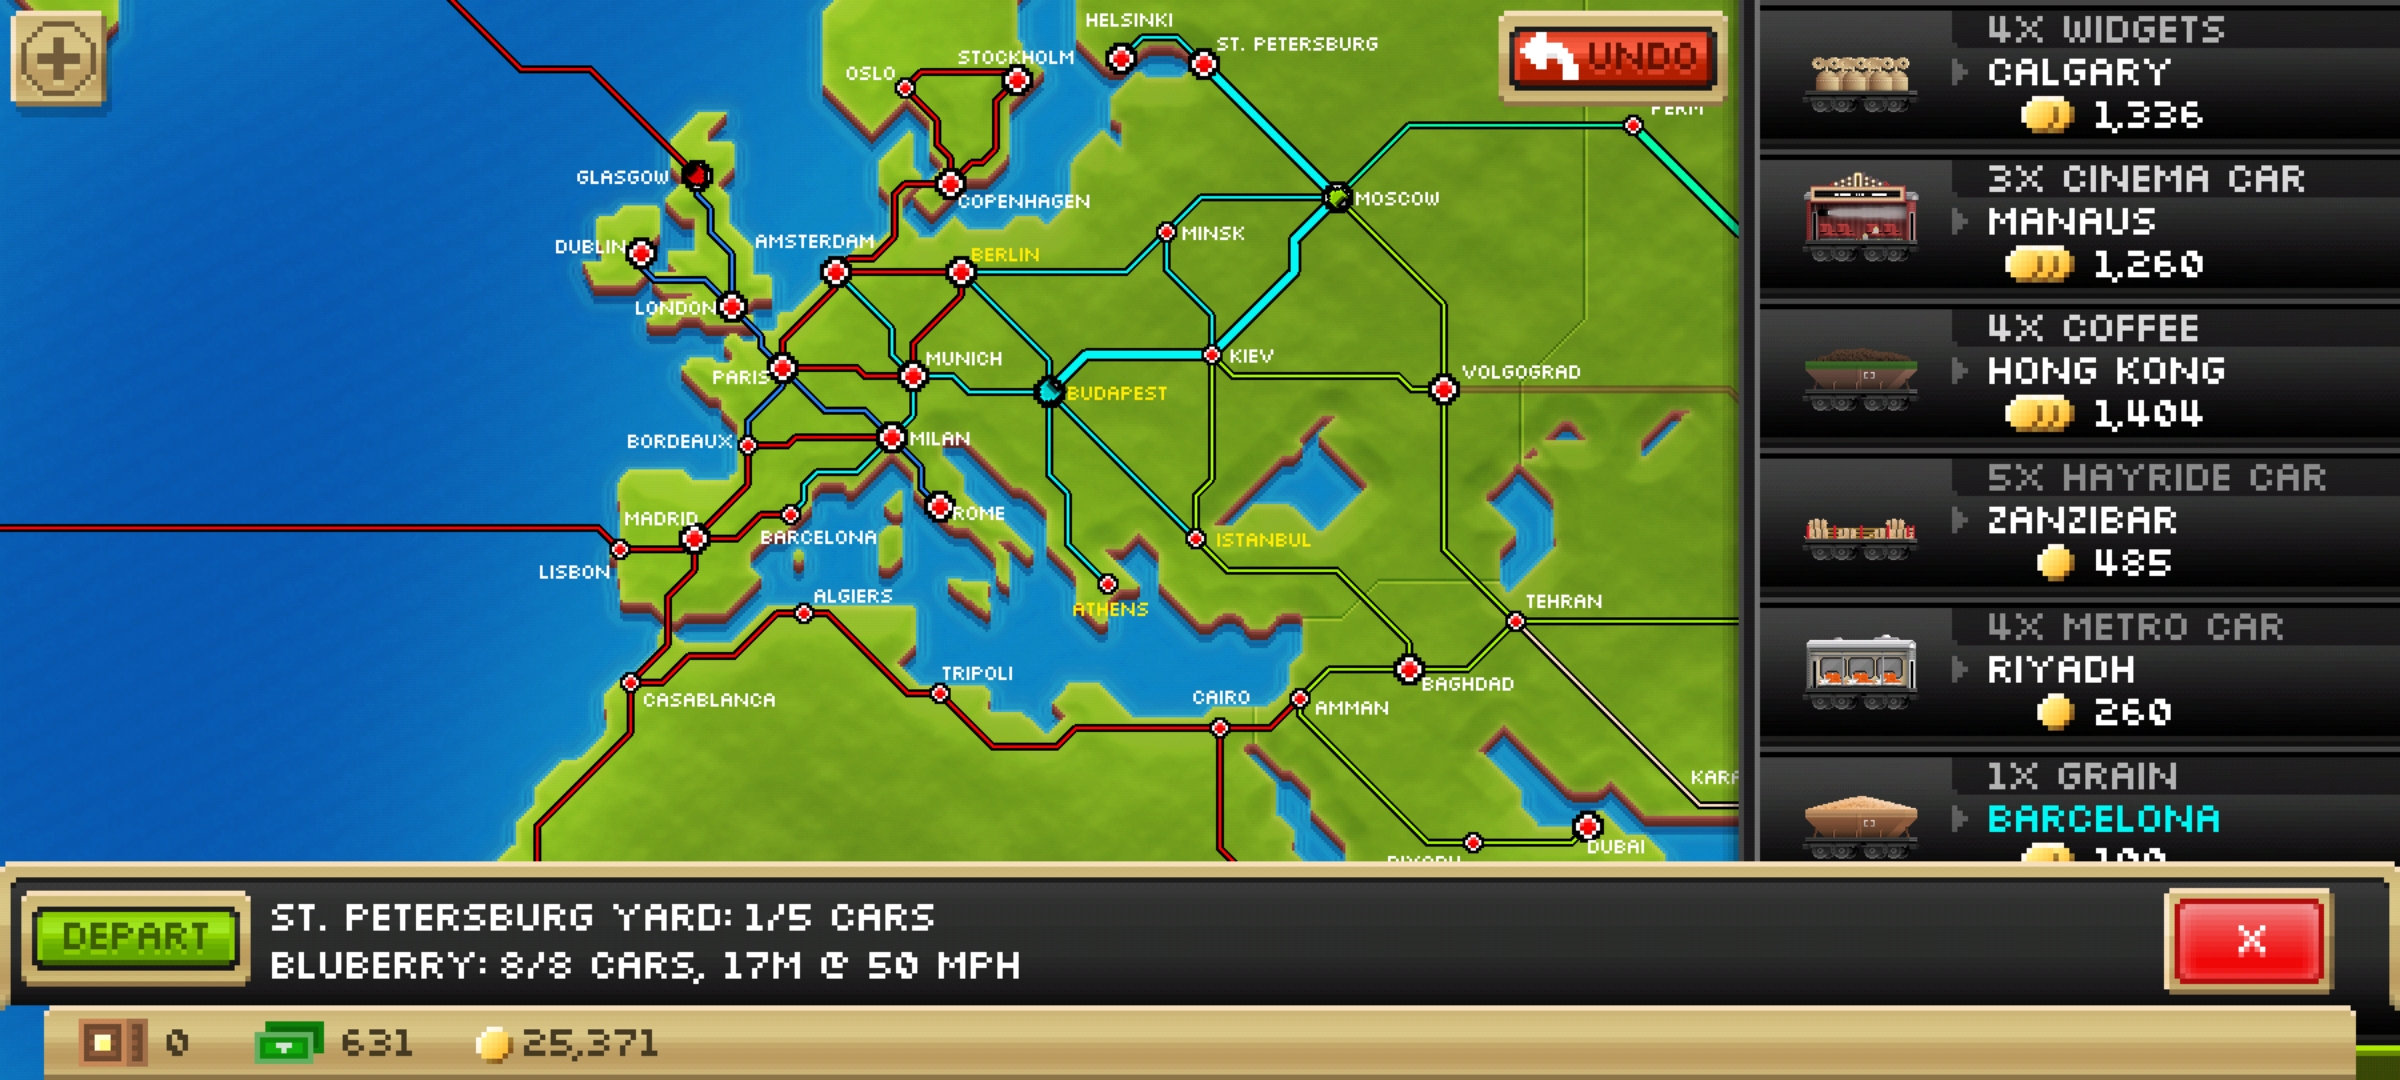 HELSINKI
ST. PETERSBURG
STOCKHOLM
OSLO
UNDO
PERM
GLASGOW
COPENHAGEN
MOSCOW
DUBLIN
AMSTERDAM
BERLIN
MINSK
LONDON
PARIS
MUNICH
KIEV
VOLGOGRAD
BUDAPEST
BORDEAUX
MILAN
MADRID
ROME
BARCELONA
ISTANBUL
LISBON
ALGIERS
ATHENS
TEHRAN
TRIPOLI
CASABLANCA
CAIRO
AMMAN
BAGHDAD
KARA
DUBAI
RIYADH
4X WIDGETS
CALGARY
1,336
3X CINEMA CAR
MANAUS
1,260
4X COFFEE
HONG KONG
1,404
5X HAYRIDE CAR
ZANZIBAR
485
4X METRO CAR
RIYADH
260
1X GRAIN
BARCELONA
DEPART
ST. PETERSBURG YARD: 1/5 CARS
BLUBERRY: 8/8 CARS, 17M @ 50 MPH
X
0
631
25,371